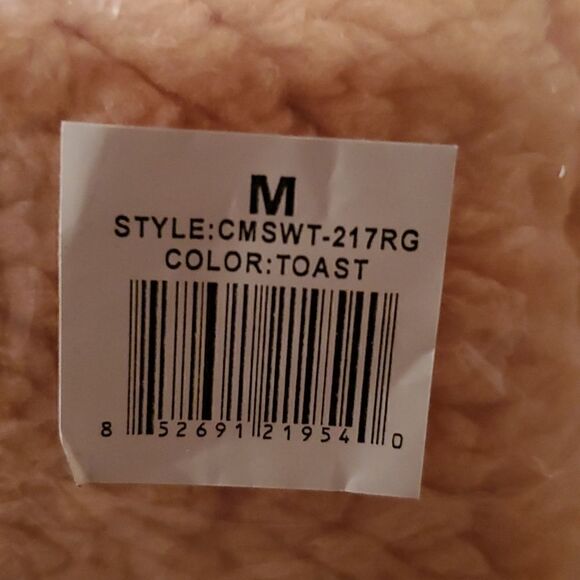 M
STYLE:CMSWT-217RG
COLOR:TOAST
8 52691 21954 0